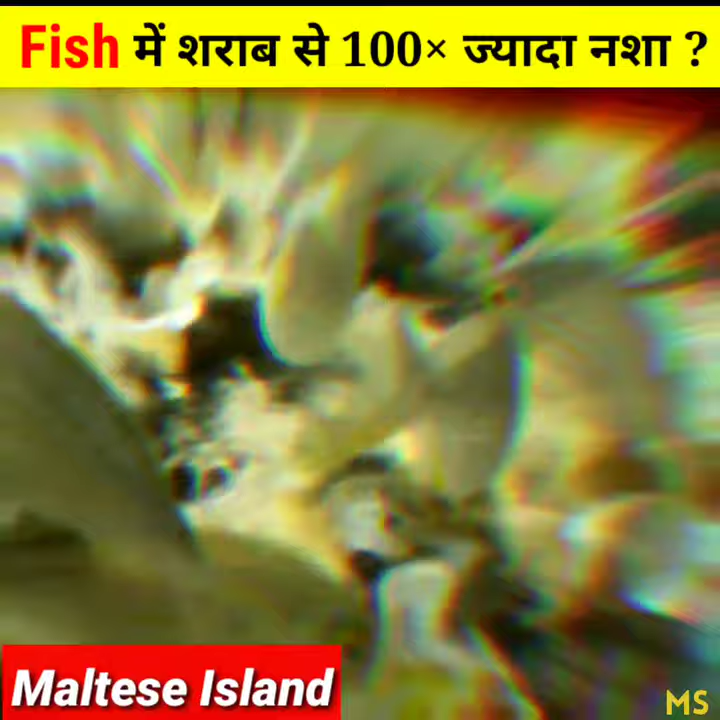 Fish में शराब से 100× ज्यादा नशा ?
Maltese Island
MS